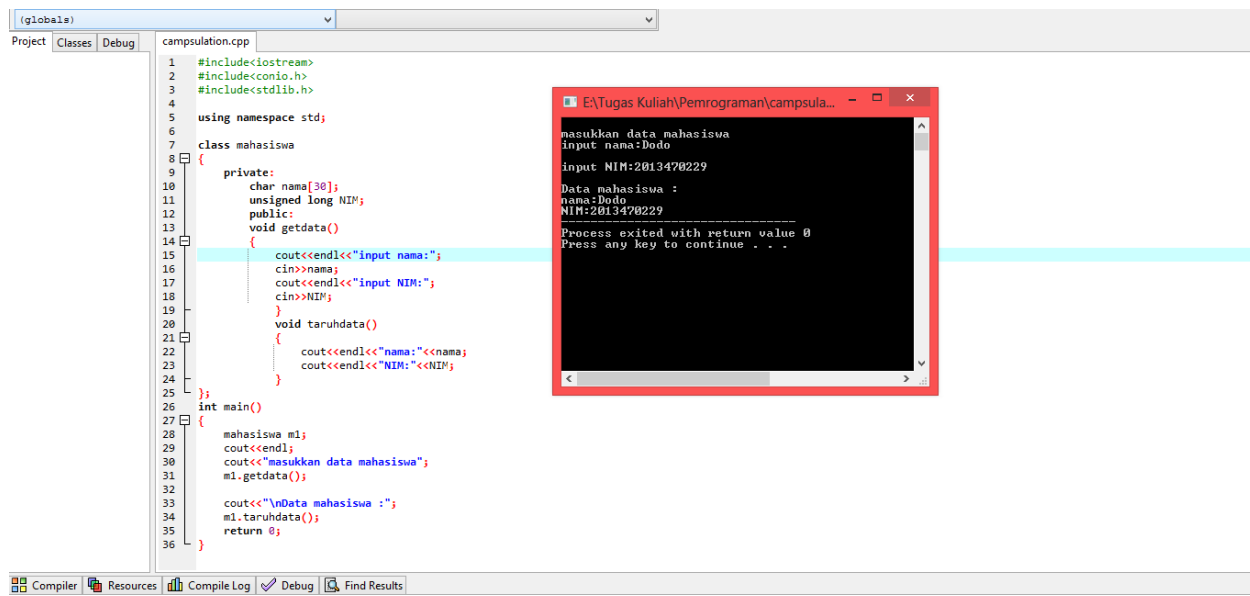 (globals)
Project Classes Debug
campsulation.cpp
1 #include<iostream>
2 #include<conio.h>
3 #include<stdlib.h>
4
5 using namespace std;
6
7 class mahasiswa
8 {
9 private:
10 char nama[30];
11 unsigned long NIM;
12 public:
13 void getdata()
14 {
15 cout<<endl<<"input nama:";
16 cin>>nama;
17 cout<<endl<<"input NIM:";
18 cin>>NIM;
19 }
20 void taruhdata()
21 {
22 cout<<endl<<"nama:"<<nama;
23 cout<<endl<<"NIM:"<<NIM;
24 }
25 };
26 int main()
27 {
28 mahasiswa m1;
29 cout<<endl;
30 cout<<"masukkan data mahasiswa";
31 m1.getdata();
32
33 cout<<"\nData mahasiswa :";
34 m1.taruhdata();
35 return 0;
36 }
E:\Tugas Kuliah\Pemrograman\campsula...
masukkan data mahasiswa
input nama:Dodo
input NIM:2013470229
Data mahasiswa :
nama:Dodo
NIM:2013470229
--------------------------------
Process exited with return value 0
Press any key to continue . . .
Compiler Resources Compile Log Debug Find Results